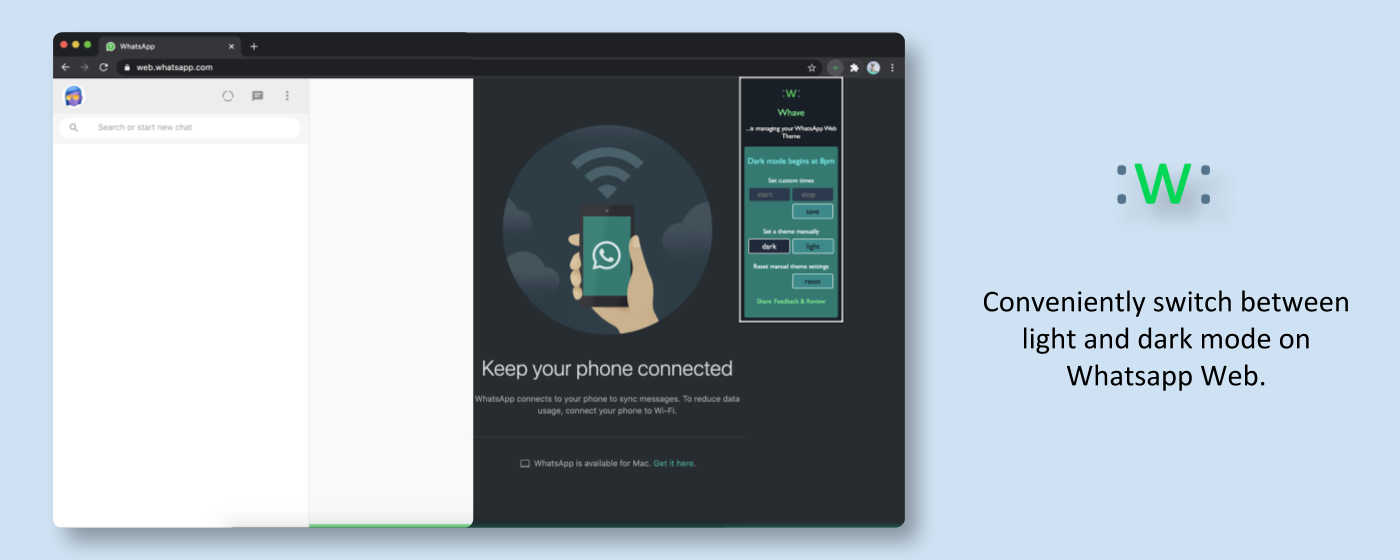 WhatsApp
web.whatsapp.com
Search or start new chat
:W:
Whave
...is managing your WhatsApp Web
Theme
Dark mode begins at 8pm
Set custom times
start stop
save
Set a theme manually
dark light
Reset manual theme settings
reset
Share Feedback & Review
Keep your phone connected
WhatsApp connects to your phone to sync messages. To reduce data
usage, connect your phone to Wi-Fi.
WhatsApp is available for Mac. Get it here.
:W:
Conveniently switch between
light and dark mode on
Whatsapp Web.